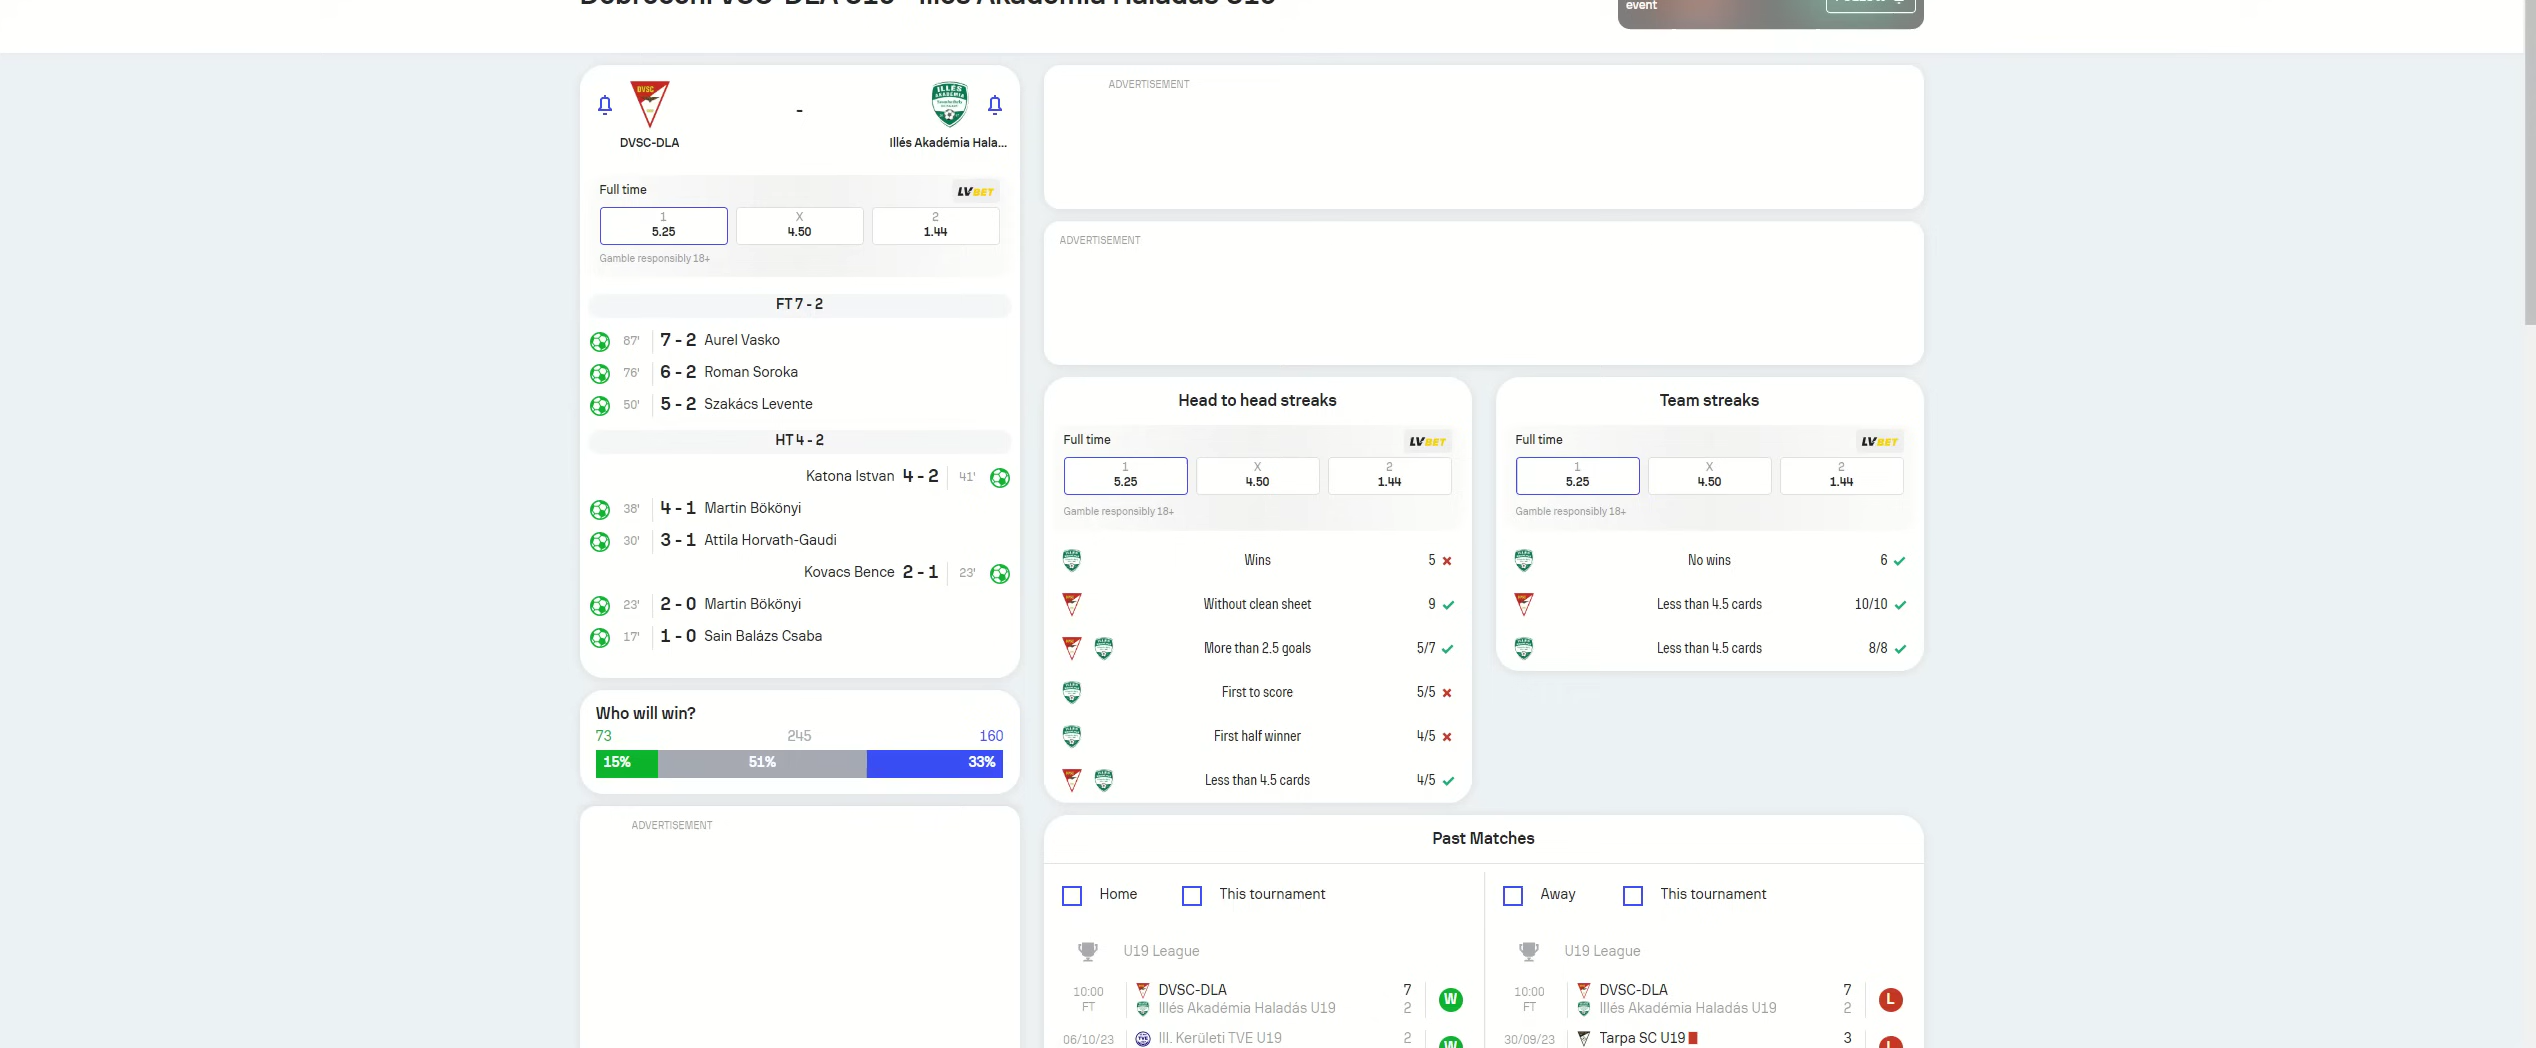 event
DVSC-DLA
-
Illés Akadémia Hala...
Full time
LVBET
1
5.25
X
4.50
2
1.44
Gamble responsibly 18+
FT 7 - 2
87' 7 - 2 Aurel Vasko
76' 6 - 2 Roman Soroka
50' 5 - 2 Szakács Levente
HT 4 - 2
Katona Istvan 4 - 2 41'
38' 4 - 1 Martin Bökönyi
30' 3 - 1 Attila Horvath-Gaudi
Kovacs Bence 2 - 1 23'
23' 2 - 0 Martin Bökönyi
17' 1 - 0 Sain Balázs Csaba
Who will win?
73 245 160
15% 51% 33%
ADVERTISEMENT
ADVERTISEMENT
ADVERTISEMENT
Head to head streaks
Full time
LVBET
1
5.25
X
4.50
2
1.44
Gamble responsibly 18+
Wins 5
Without clean sheet 9
More than 2.5 goals 5/7
First to score 5/5
First half winner 4/5
Less than 4.5 cards 4/5
Team streaks
Full time
LVBET
1
5.25
X
4.50
2
1.44
Gamble responsibly 18+
No wins 6
Less than 4.5 cards 10/10
Less than 4.5 cards 8/8
Past Matches
Home This tournament
U19 League
10:00
FT
DVSC-DLA 7
Illés Akadémia Haladás U19 2
W
06/10/23 III. Kerületi TVE U19 2
W
Away This tournament
U19 League
10:00
FT
DVSC-DLA 7
Illés Akadémia Haladás U19 2
L
30/09/23 Tarpa SC U19 3
L